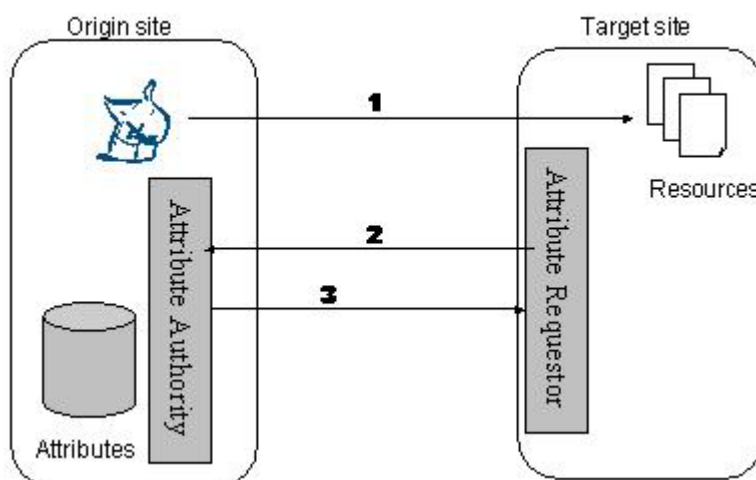 Origin site
Target site
1
Resources
Attribute Authority
Attribute Requestor
2
3
Attributes